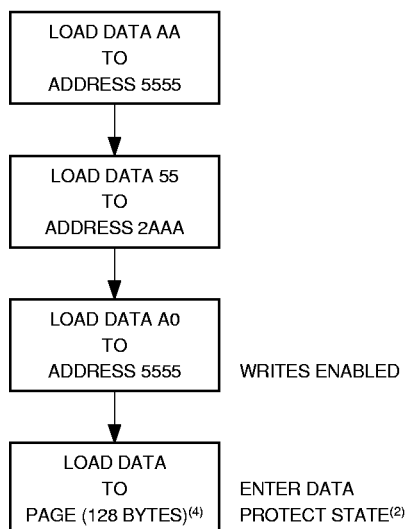 LOAD DATA AA
TO
ADDRESS 5555
LOAD DATA 55
TO
ADDRESS 2AAA
LOAD DATA A0
TO
ADDRESS 5555
WRITES ENABLED
LOAD DATA
TO
PAGE (128 BYTES)(4)
ENTER DATA
PROTECT STATE(2)